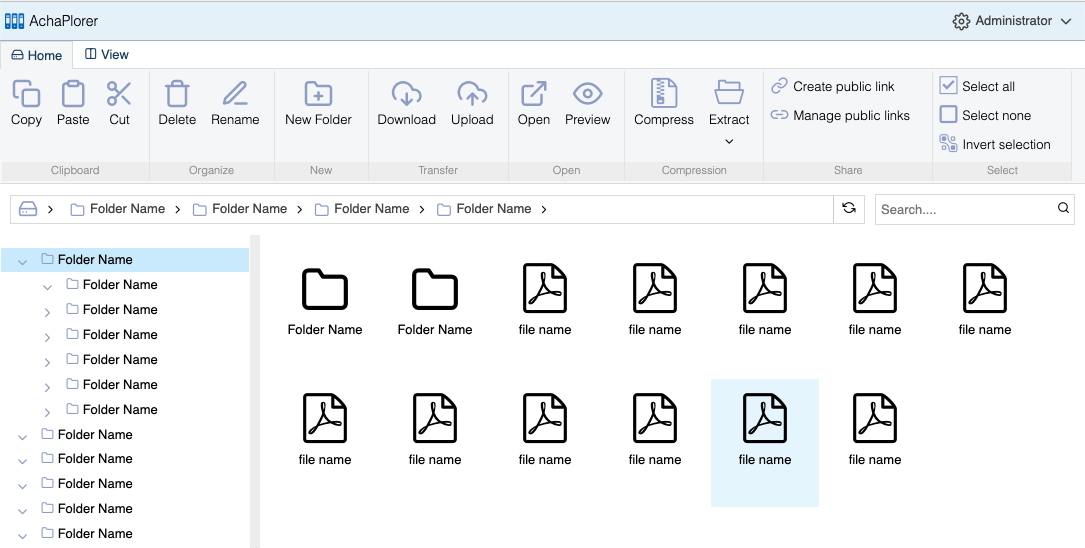 AchaPlorer
Administrator
Home
View
Copy
Paste
Cut
Delete
Rename
New Folder
Download
Upload
Open
Preview
Compress
Extract
Create public link
Manage public links
Select all
Select none
Invert selection
Clipboard
Organize
New
Transfer
Open
Compression
Share
Select
Folder Name
Folder Name
Folder Name
Folder Name
Search....
Folder Name
Folder Name
Folder Name
Folder Name
Folder Name
Folder Name
Folder Name
Folder Name
Folder Name
Folder Name
Folder Name
Folder Name
Folder Name
Folder Name
file name
file name
file name
file name
file name
file name
file name
file name
file name
file name
file name